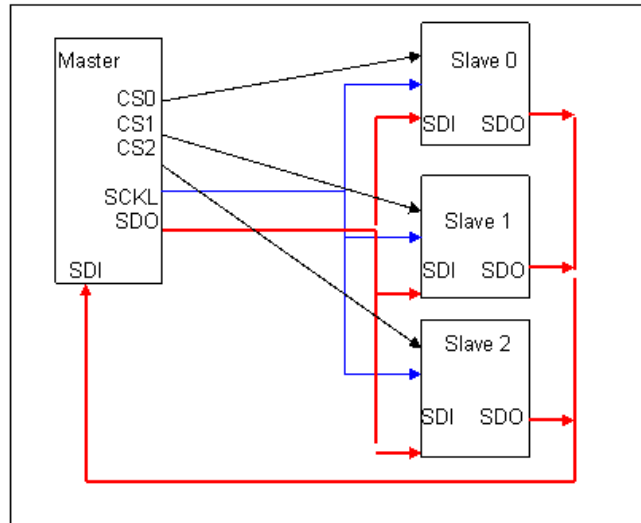 Master
CS0
CS1
CS2
SCKL
SDO
SDI
Slave 0
SDI SDO
Slave 1
SDI SDO
Slave 2
SDI SDO